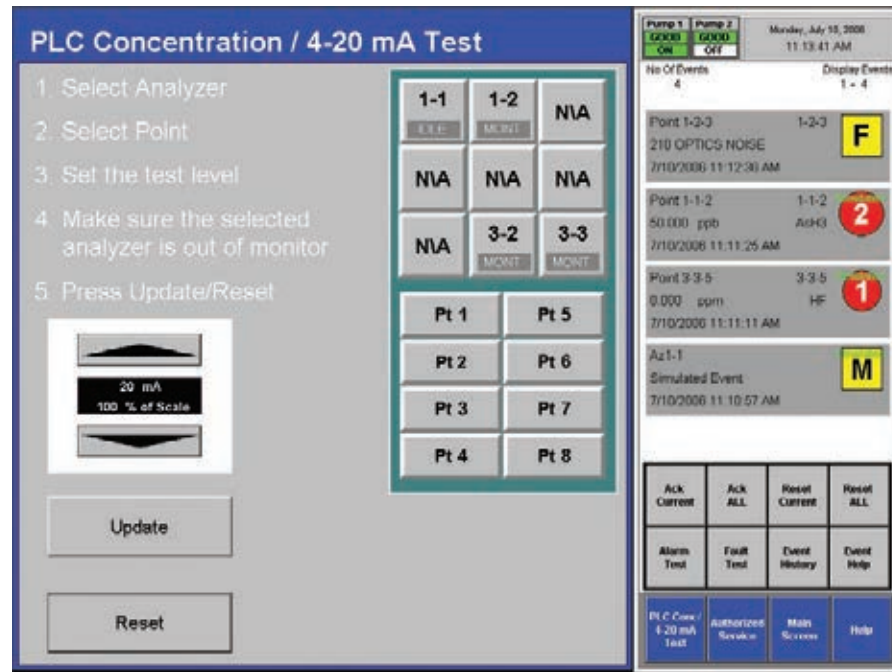 PLC Concentration / 4-20 mA Test
1 Select Analyzer
2 Select Point
3 Set the test level
4 Make sure the selected
analyzer is out of monitor
5 Press Update/Reset
20 mA
100 % of Scale
Update
Reset
1-1
IDLE
1-2
MONT
N\A
N\A
N\A
N\A
N\A
3-2
MONT
3-3
MONT
Pt 1
Pt 5
Pt 2
Pt 6
Pt 3
Pt 7
Pt 4
Pt 8
Pump 1
GOOD
ON
Pump 2
GOOD
OFF
Monday, July 10, 2006
11:13:41 AM
No Of Events
4
Display Events
1 - 4
Point 1-2-3
1-2-3
210 OPTICS NOISE
7/10/2006 11:12:36 AM
F
Point 1-1-2
1-1-2
50.000 ppb
AsH3
7/10/2006 11:11:25 AM
2
Point 3-3-5
3-3-5
0.000 ppm
HF
7/10/2006 11:11:11 AM
1
Az1-1
Simulated Event
7/10/2006 11:10:57 AM
M
Ack
Current
Ack
ALL
Reset
Current
Reset
ALL
Alarm
Test
Fault
Test
Event
History
Event
Help
PLC Conc/
4-20 mA
Test
Authorized
Service
Main
Screen
Help